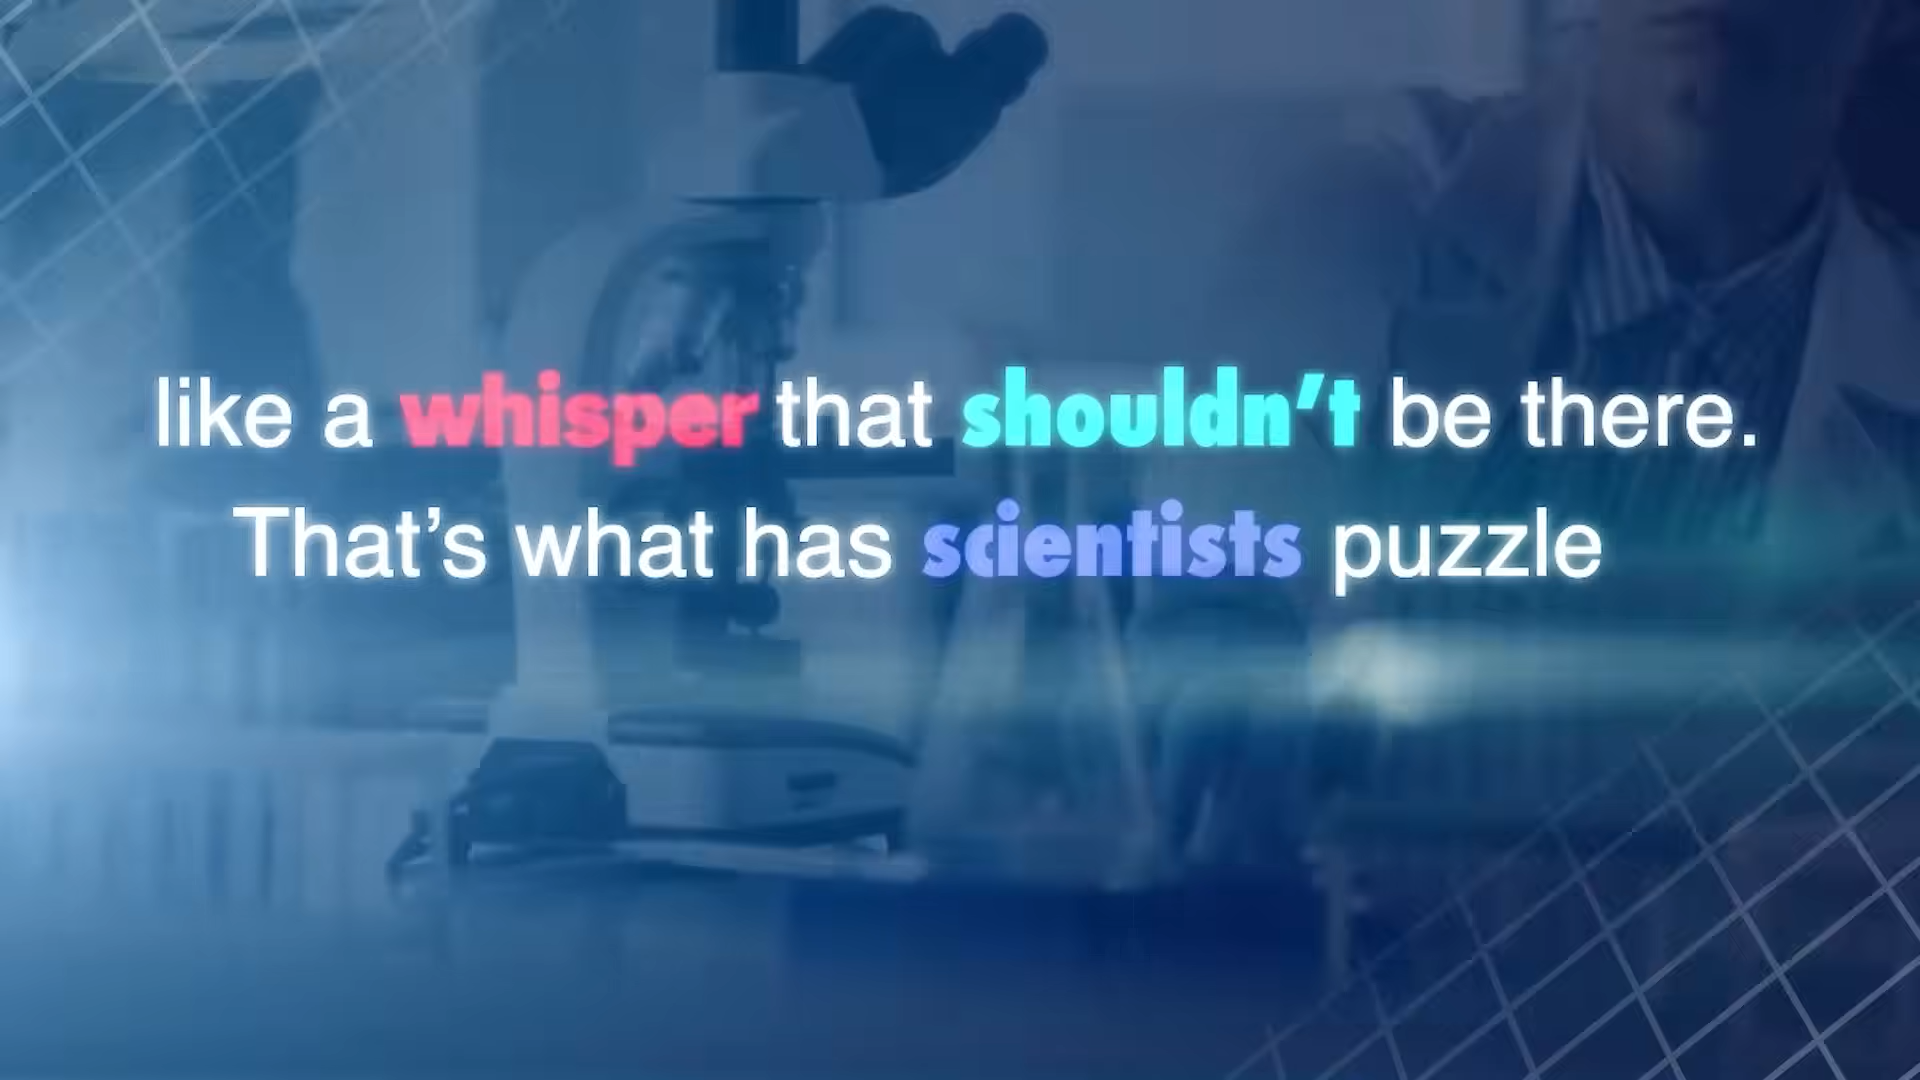 like a whisper that shouldn’t be there.
That’s what has scientists puzzle